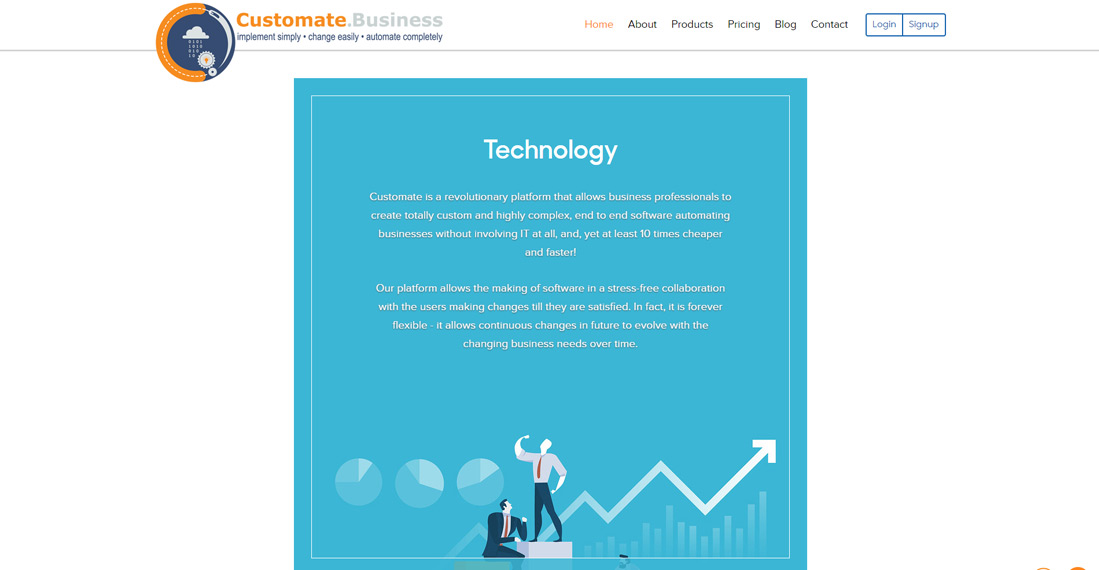 Customate.Business
implement simply • change easily • automate completely
Home About Products Pricing Blog Contact Login Signup
0101
1010
010
10
Technology
Customate is a revolutionary platform that allows business professionals to
create totally custom and highly complex, end to end software automating
businesses without involving IT at all, and, yet at least 10 times cheaper
and faster!
Our platform allows the making of software in a stress-free collaboration
with the users making changes till they are satisfied. In fact, it is forever
flexible - it allows continuous changes in future to evolve with the
changing business needs over time.